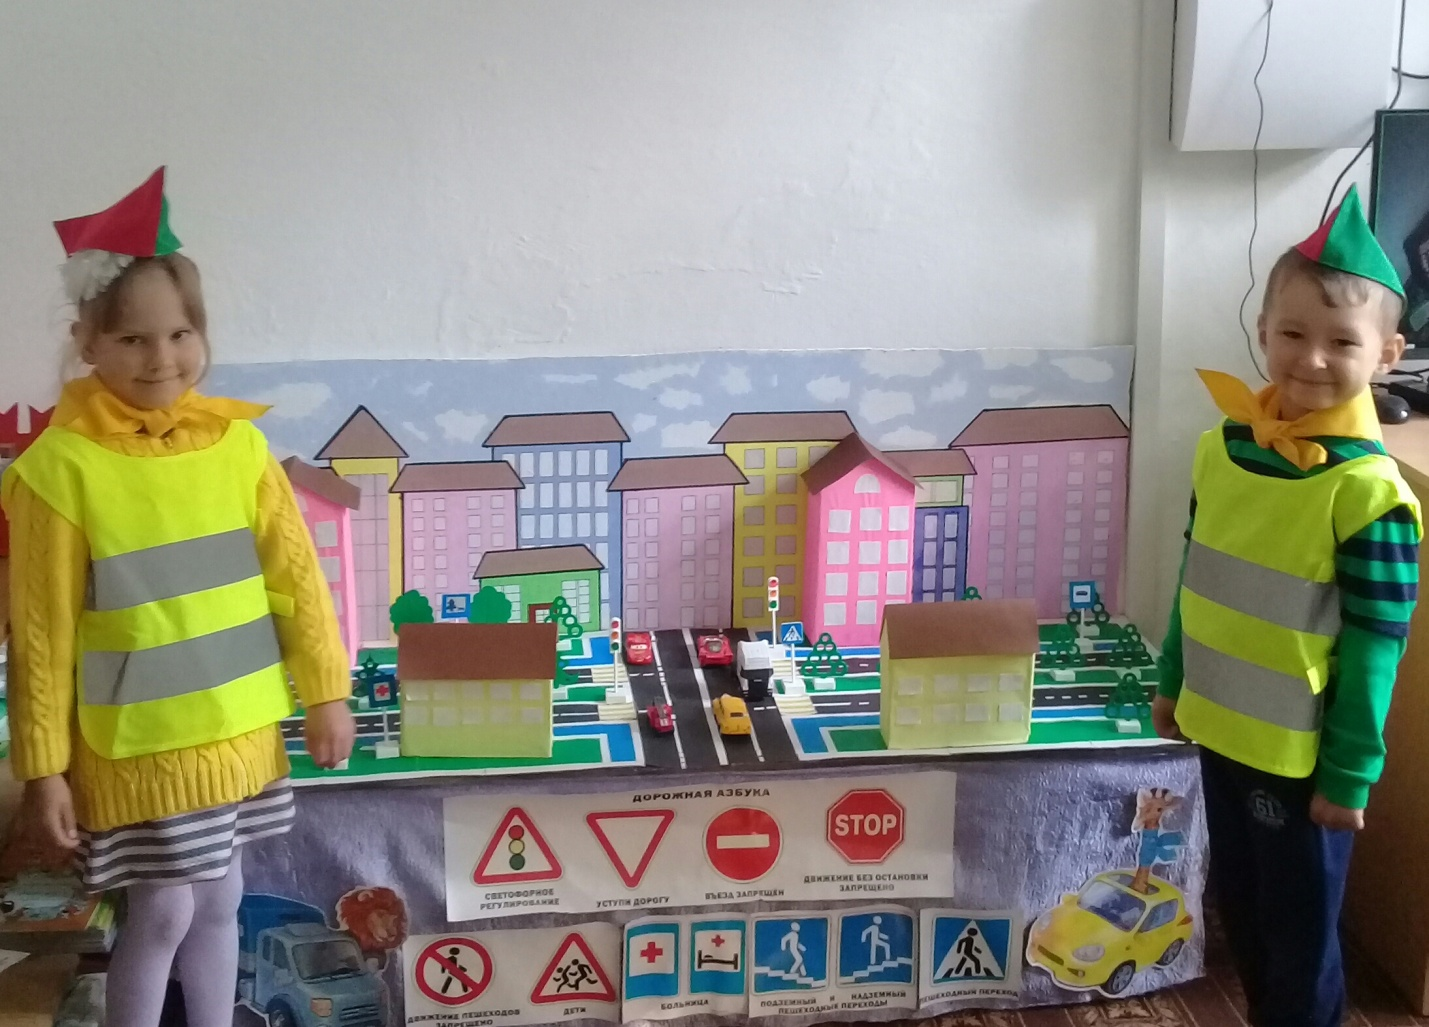 ДОРОЖНАЯ АЗБУКА
STOP
СВЕТОФОРНОЕ
РЕГУЛИРОВАНИЕ
УСТУПИ ДОРОГУ
ВЪЕЗД ЗАПРЕЩЕН
ДВИЖЕНИЕ БЕЗ ОСТАНОВКИ
ЗАПРЕЩЕНО
ДВИЖЕНИЕ ПЕШЕХОДОВ
ЗАПРЕЩЕНО
ДЕТИ
БОЛЬНИЦА
ПОДЗЕМНЫЙ И НАДЗЕМНЫЙ
ПЕШЕХОДНЫЕ ПЕРЕХОДЫ
ПЕШЕХОДНЫЙ ПЕРЕХОД
61